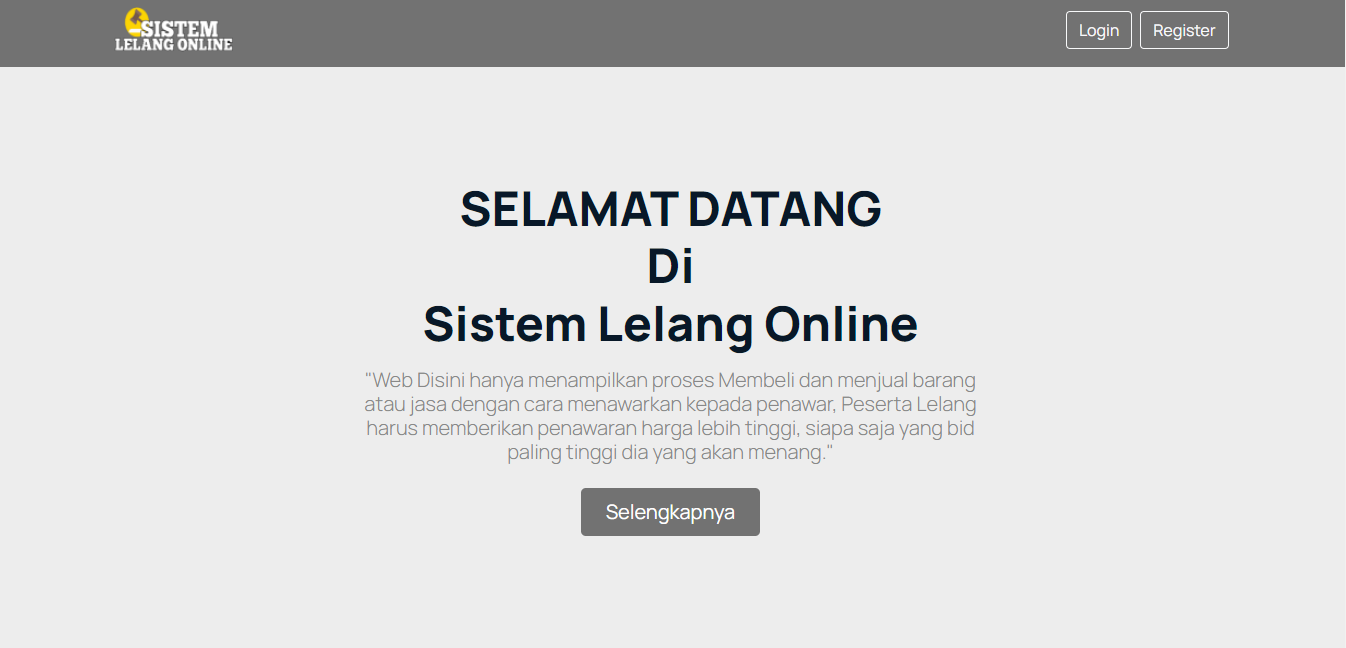 SISTEM
LELANG ONLINE
Login
Register
SELAMAT DATANG
Di
Sistem Lelang Online
"Web Disini hanya menampilkan proses Membeli dan menjual barang
atau jasa dengan cara menawarkan kepada penawar, Peserta Lelang
harus memberikan penawaran harga lebih tinggi, siapa saja yang bid
paling tinggi dia yang akan menang."
Selengkapnya